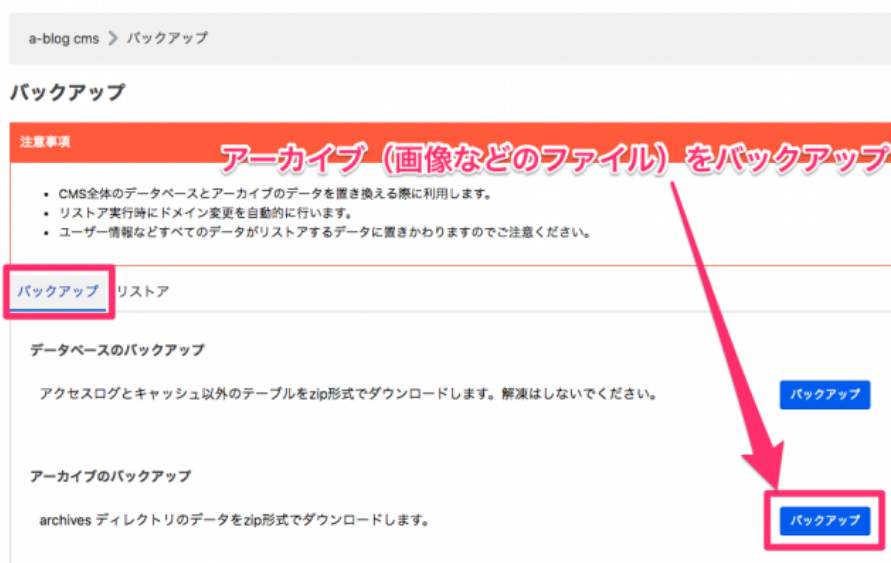 a-blog cms > バックアップ
バックアップ
注意事項
アーカイブ（画像などのファイル）をバックアップ
• CMS全体のデータベースとアーカイブのデータを置き換える際に利用します。
• リストア実行時にドメイン変更を自動的に行います。
• ユーザー情報などすべてのデータがリストアするデータに置きかわりますのでご注意ください。
バックアップ リストア
データベースのバックアップ
アクセスログとキャッシュ以外のテーブルをzip形式でダウンロードします。解凍はしないでください。 バックアップ
アーカイブのバックアップ
archives ディレクトリのデータをzip形式でダウンロードします。 バックアップ